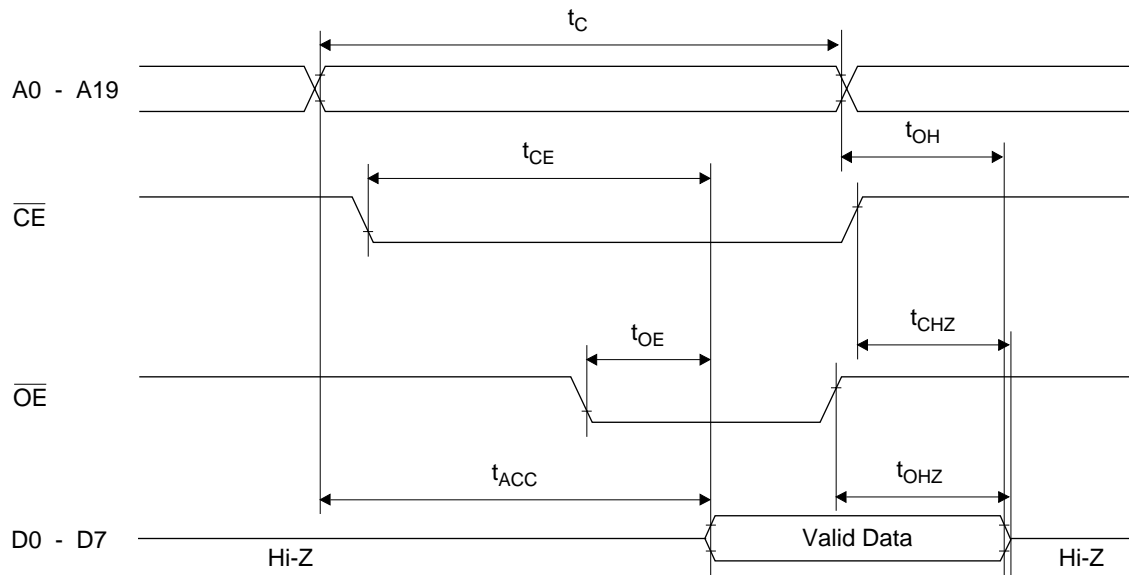 tC
A0 - A19
tOH
tCE
CE
tCHZ
tOE
OE
tACC
tOHZ
D0 - D7
Valid Data
Hi-Z
Hi-Z